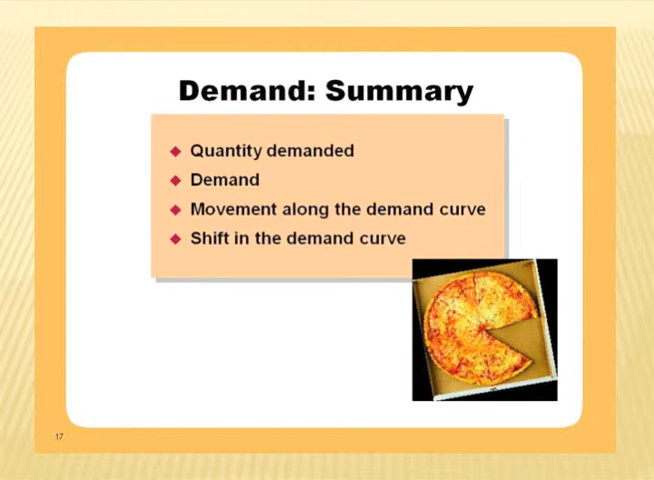 Demand: Summary
Quantity demanded
Demand
Movement along the demand curve
Shift in the demand curve
17